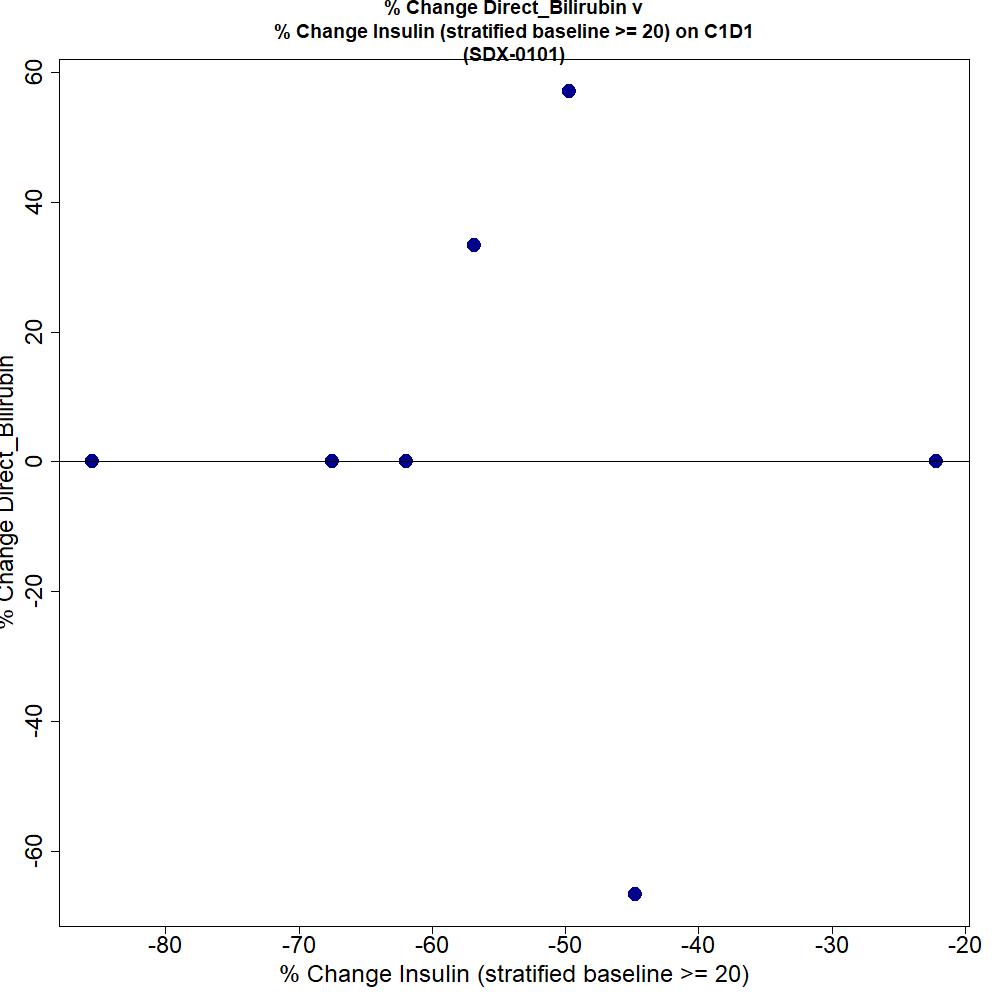 % Change Direct_Bilirubin v
% Change Insulin (stratified baseline >= 20) on C1D1
(SDX-0101)
% Change Direct_Bilirubin
60
40
20
0
-20
-40
-60
-80
-70
-60
-50
-40
-30
-20
% Change Insulin (stratified baseline >= 20)